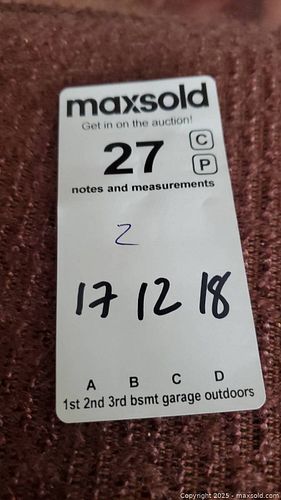 maxsold
Get in on the auction!
27
C
P
notes and measurements
2
17 12 18
A B C D
1st 2nd 3rd bsmt garage outdoors
Copyright 2025 - maxsold.com